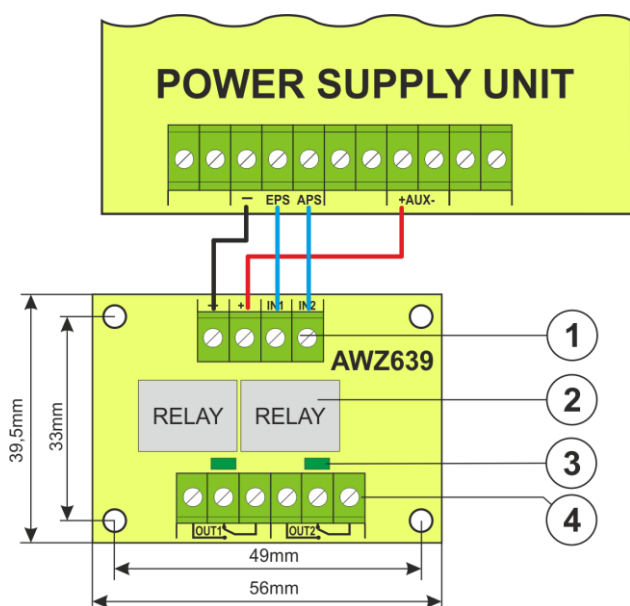 POWER SUPPLY UNIT
– EPS APS +AUX-
– + IN1 IN2
1
AWZ639
RELAY RELAY
2
3
4
OUT1 OUT2
39,5mm
33mm
49mm
56mm